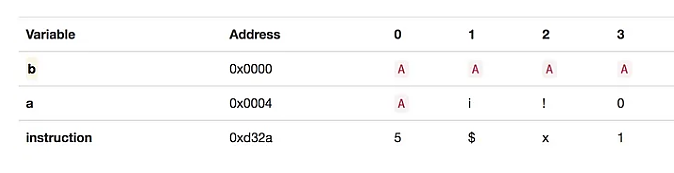 Variable Address 0 1 2 3
b 0x0000 A A A A
a 0x0004 A i ! 0
instruction 0xd32a 5 $ x 1